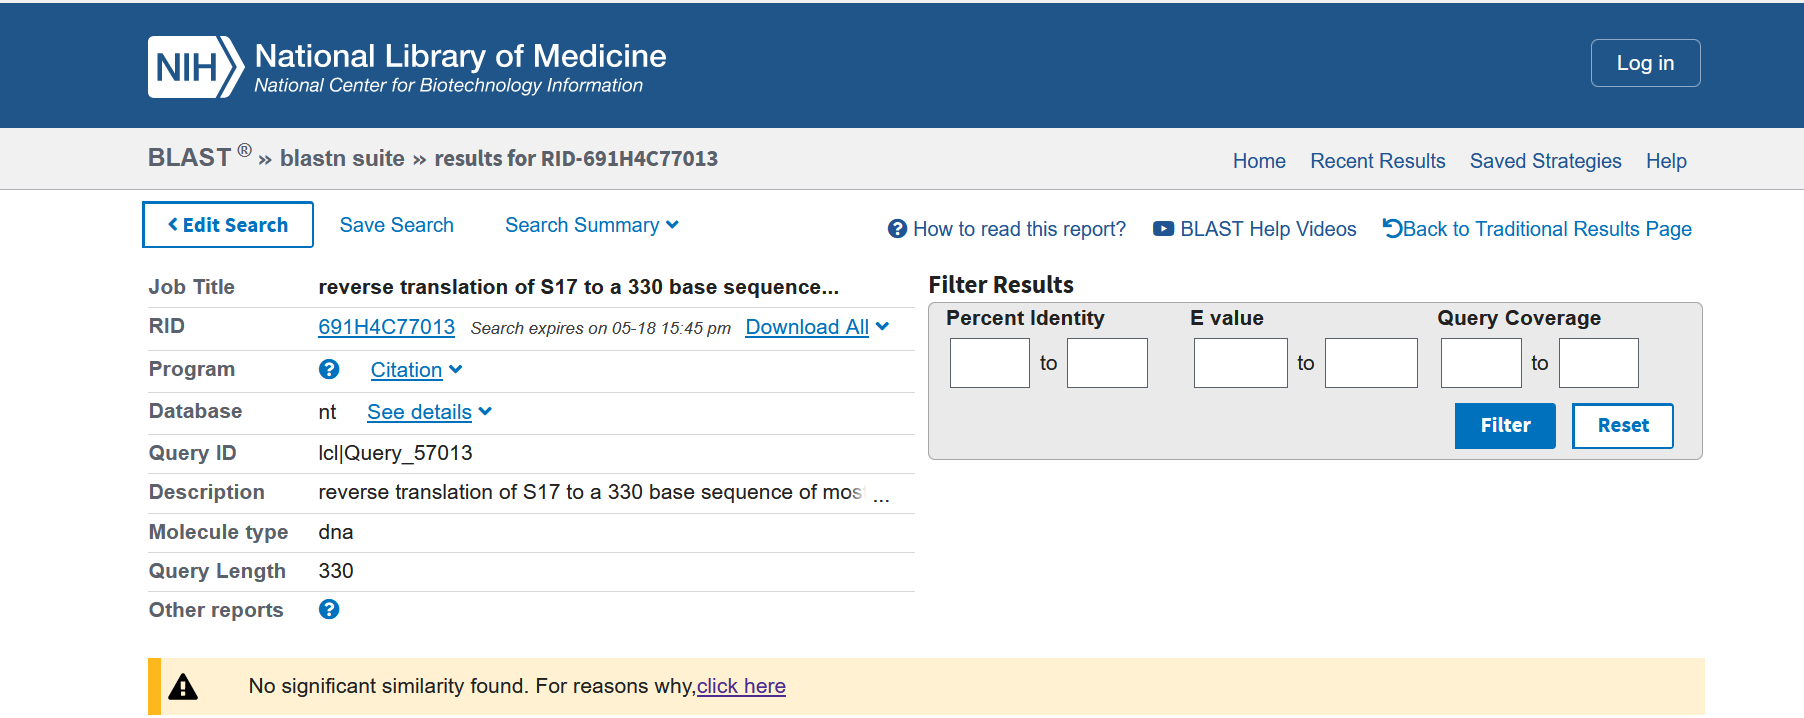 NIH National Library of Medicine
National Center for Biotechnology Information
Log in
BLAST ® » blastn suite » results for RID-691H4C77013
Home Recent Results Saved Strategies Help
Edit Search Save Search Search Summary
How to read this report? BLAST Help Videos Back to Traditional Results Page
Job Title reverse translation of S17 to a 330 base sequence...
RID 691H4C77013 Search expires on 05-18 15:45 pm Download All
Program Citation
Database nt See details
Query ID lcl|Query_57013
Description reverse translation of S17 to a 330 base sequence of mos ...
Molecule type dna
Query Length 330
Other reports
Filter Results
Percent Identity E value Query Coverage
to to to
Filter Reset
No significant similarity found. For reasons why,click here